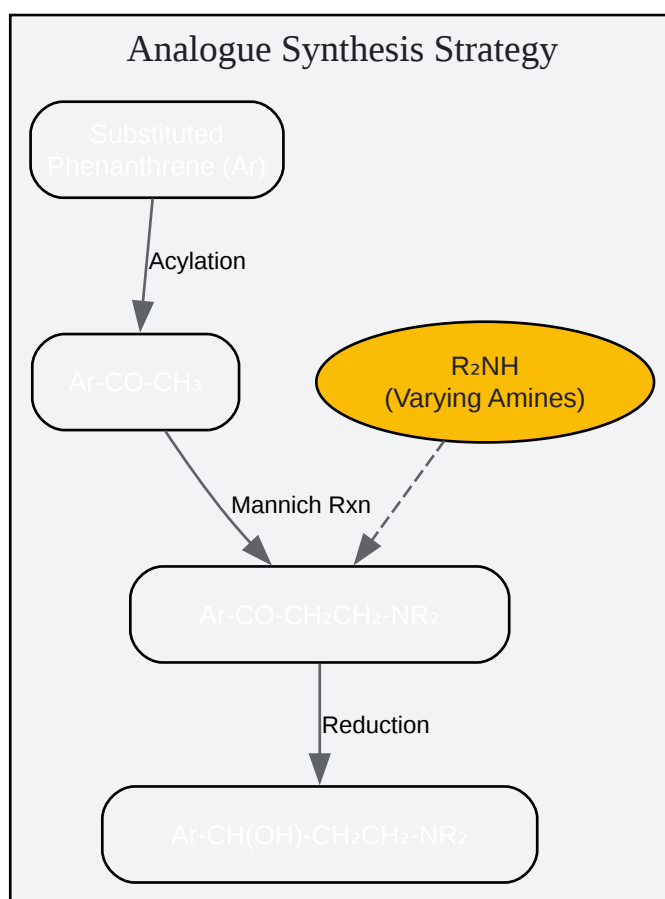 Analogue Synthesis Strategy
Substituted
Phenanthrene (Ar)
Acylation
Ar-CO-CH₃
R₂NH
(Varying Amines)
Mannich Rxn
Ar-CO-CH₂CH₂-NR₂
Reduction
Ar-CH(OH)-CH₂CH₂-NR₂